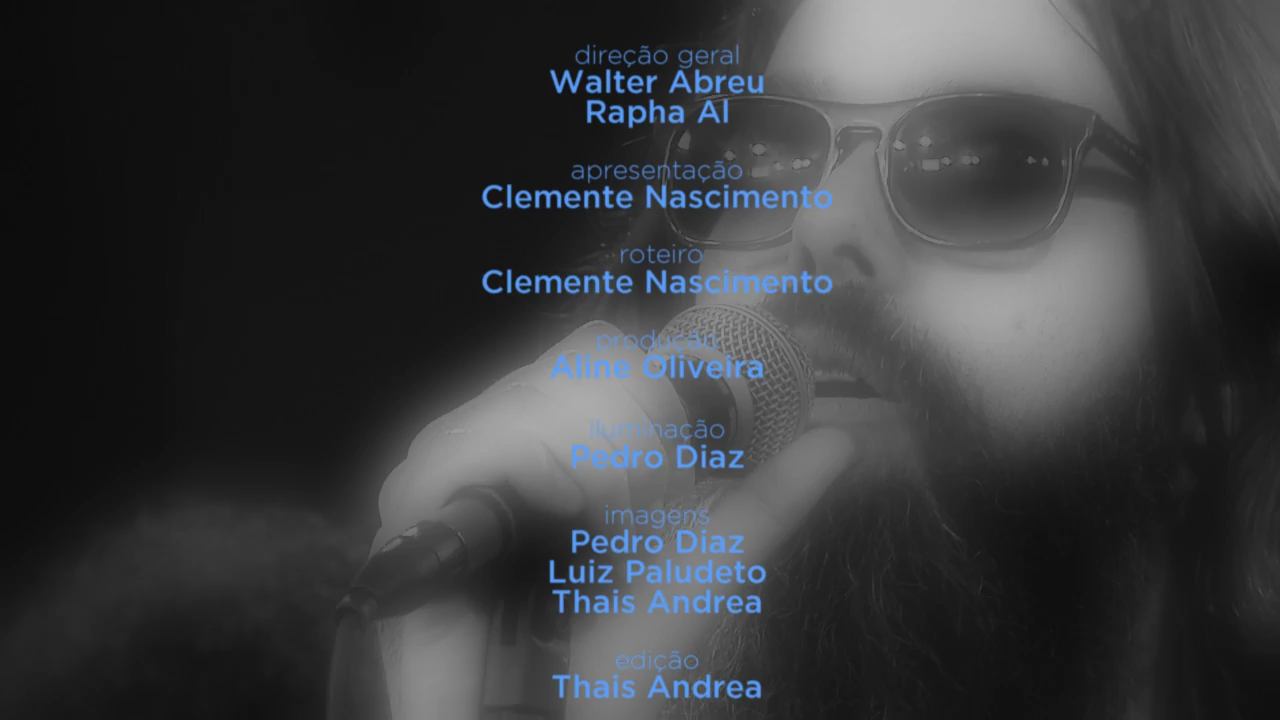 direção geral
Walter Abreu
Rapha Al
apresentação
Clemente Nascimento
roteiro
Clemente Nascimento
produção
Aline Oliveira
iluminação
Pedro Diaz
imagens
Pedro Diaz
Luiz Paludeto
Thais Andrea
edição
Thais Andrea